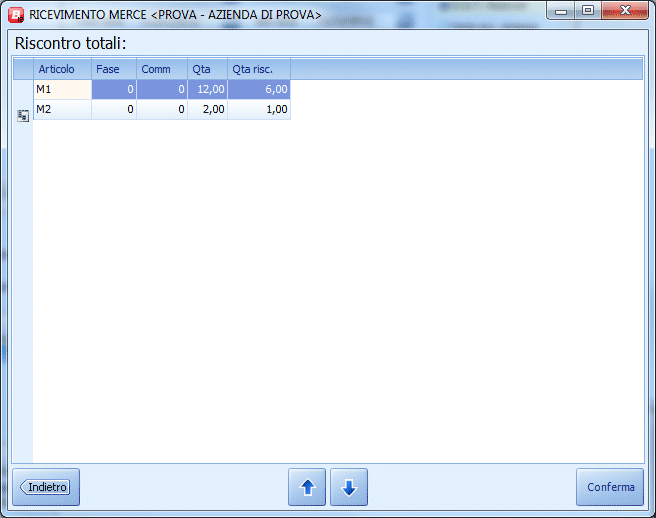 RICEVIMENTO MERCE <PROVA - AZIENDA DI PROVA>
Riscontro totali:
Articolo Fase Comm Qta Qta risc.
M1 0 0 12,00 6,00
M2 0 0 2,00 1,00
Indietro Conferma